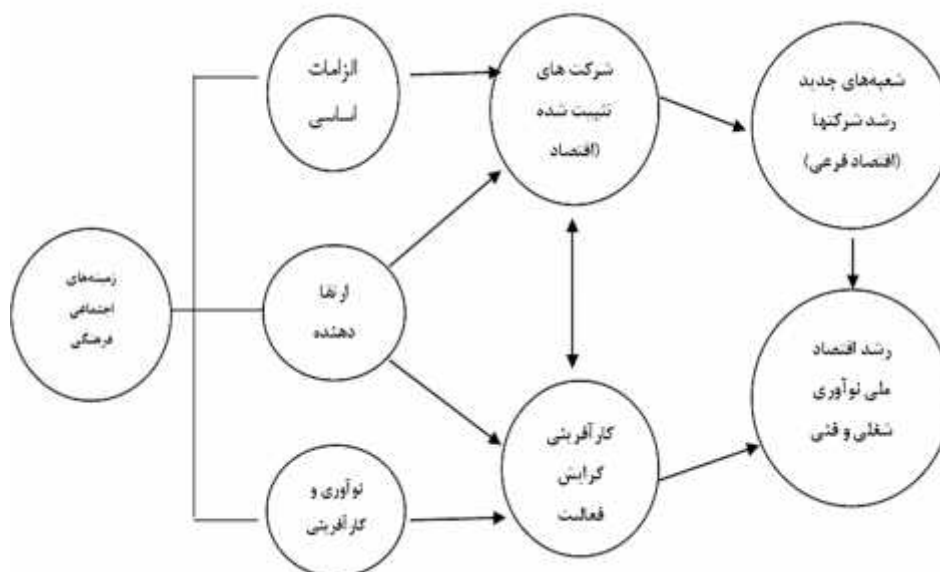 الزامات
اساسی
شرکت های
تثبیت شده
(اقتصاد
شعبه‌های جدید
رشد شرکتها
(اقتصاد فرعی)
زمینه‌های
اجتماعی
فرهنگی
ارتقا
دهنده
رشد اقتصاد
ملی نوآوری
شغلی و فنی
نوآوری و
کارآفرینی
کارآفرینی
گرایش
فعالیت